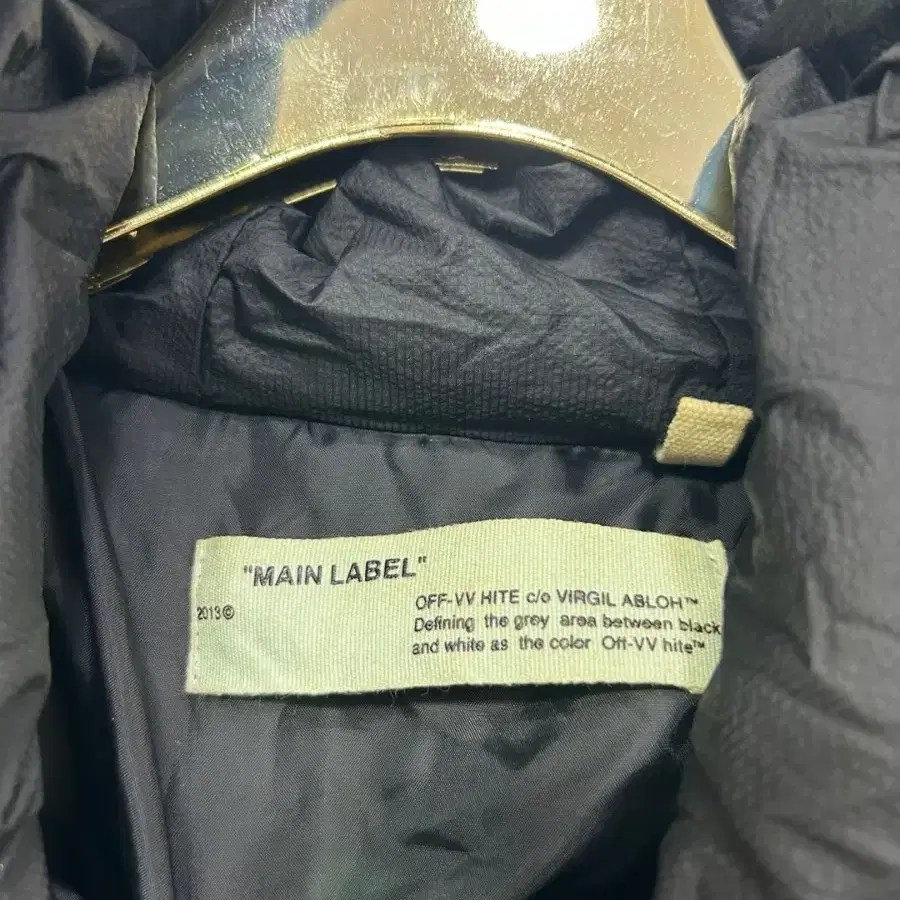 "MAIN LABEL"
2013©
OFF-VV HITE c/o VIRGIL ABLOH™
Defining the grey area between black
and white as the color Off-VV hite™